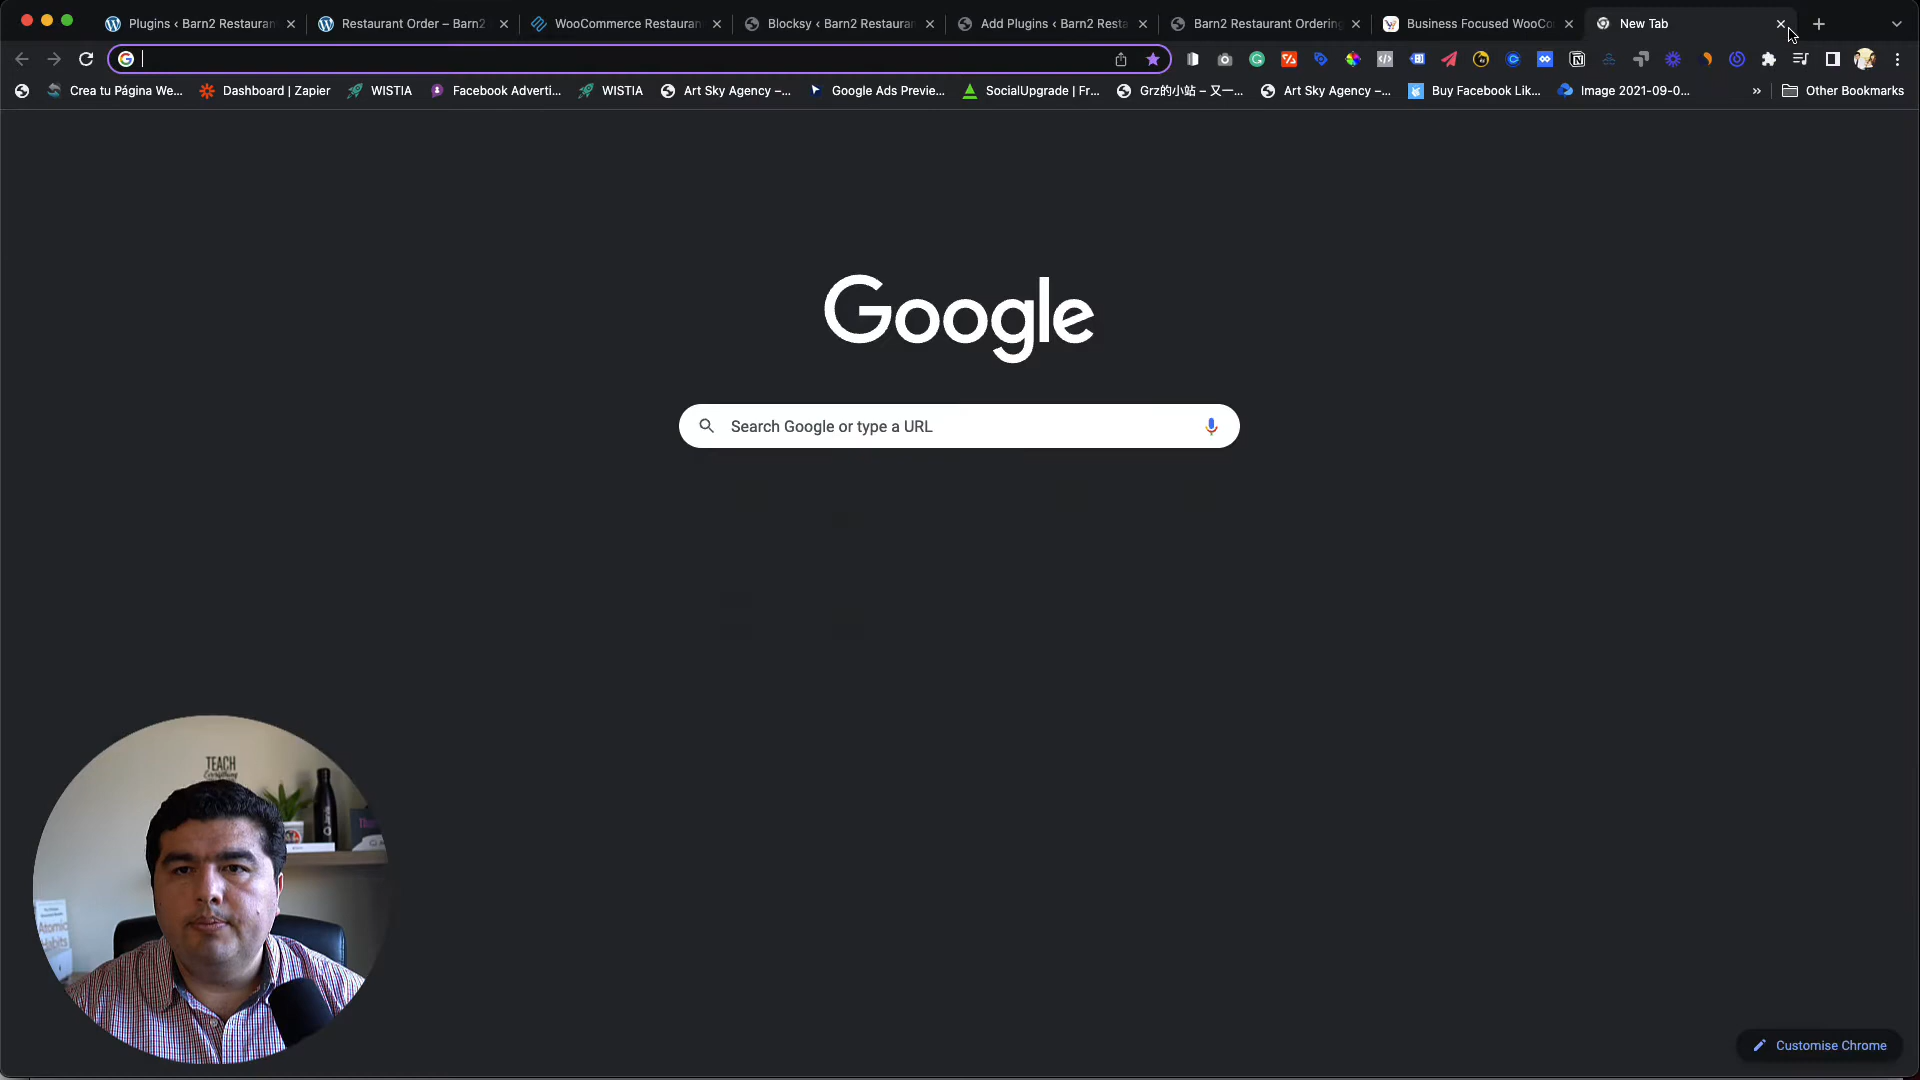 Plugins ‹ Barn2 Restauran
Restaurant Order – Barn2
WooCommerce Restauran
Blocksy ‹ Barn2 Restauran
Add Plugins ‹ Barn2 Resta
Barn2 Restaurant Ordering
Business Focused WooCo
New Tab
Crea tu Página We...
Dashboard | Zapier
WISTIA
Facebook Adverti...
WISTIA
Art Sky Agency –...
Google Ads Previe...
SocialUpgrade | Fr...
Grz的小站 – 又一...
Art Sky Agency –...
Buy Facebook Lik...
Image 2021-09-0...
»
Other Bookmarks
Google
Search Google or type a URL
TEACH
Everything
Atomic
Habits
Customise Chrome